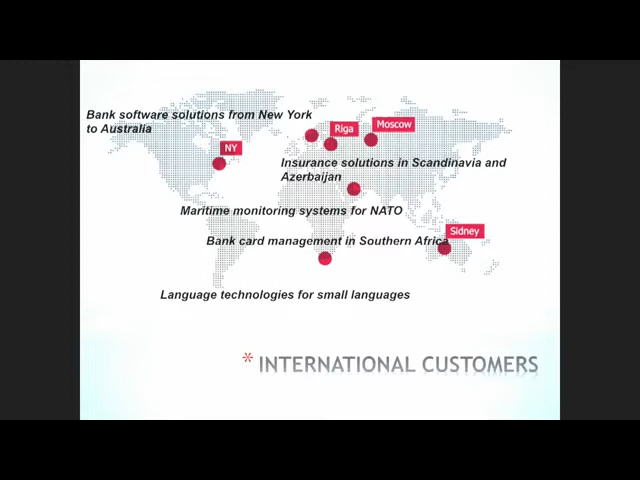 Bank software solutions from New York
to Australia
Riga
Moscow
NY
Insurance solutions in Scandinavia and
Azerbaijan
Maritime monitoring systems for NATO
Sidney
Bank card management in Southern Africa
Language technologies for small languages
* INTERNATIONAL CUSTOMERS